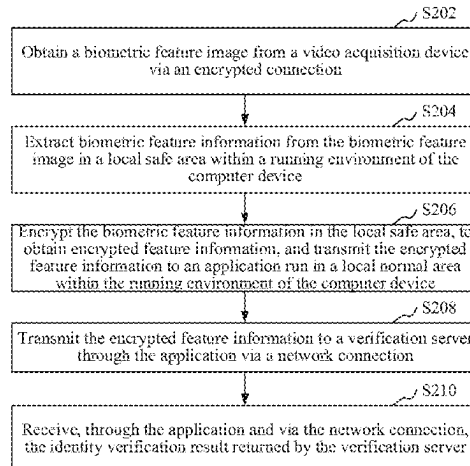 S202
Obtain a biometric feature image from a video acquisition device
via an encrypted connection
S204
Extract biometric feature information from the biometric feature
image in a local safe area within a running environment of the
computer device
S206
Encrypt the biometric feature information in the local safe area, to
obtain encrypted feature information, and transmit the encrypted
feature information to an application run in a local normal area
within the running environment of the computer device
S208
Transmit the encrypted feature information to a verification server
through the application via a network connection
S210
Receive, through the application and via the network connection,
the identity verification result returned by the verification server